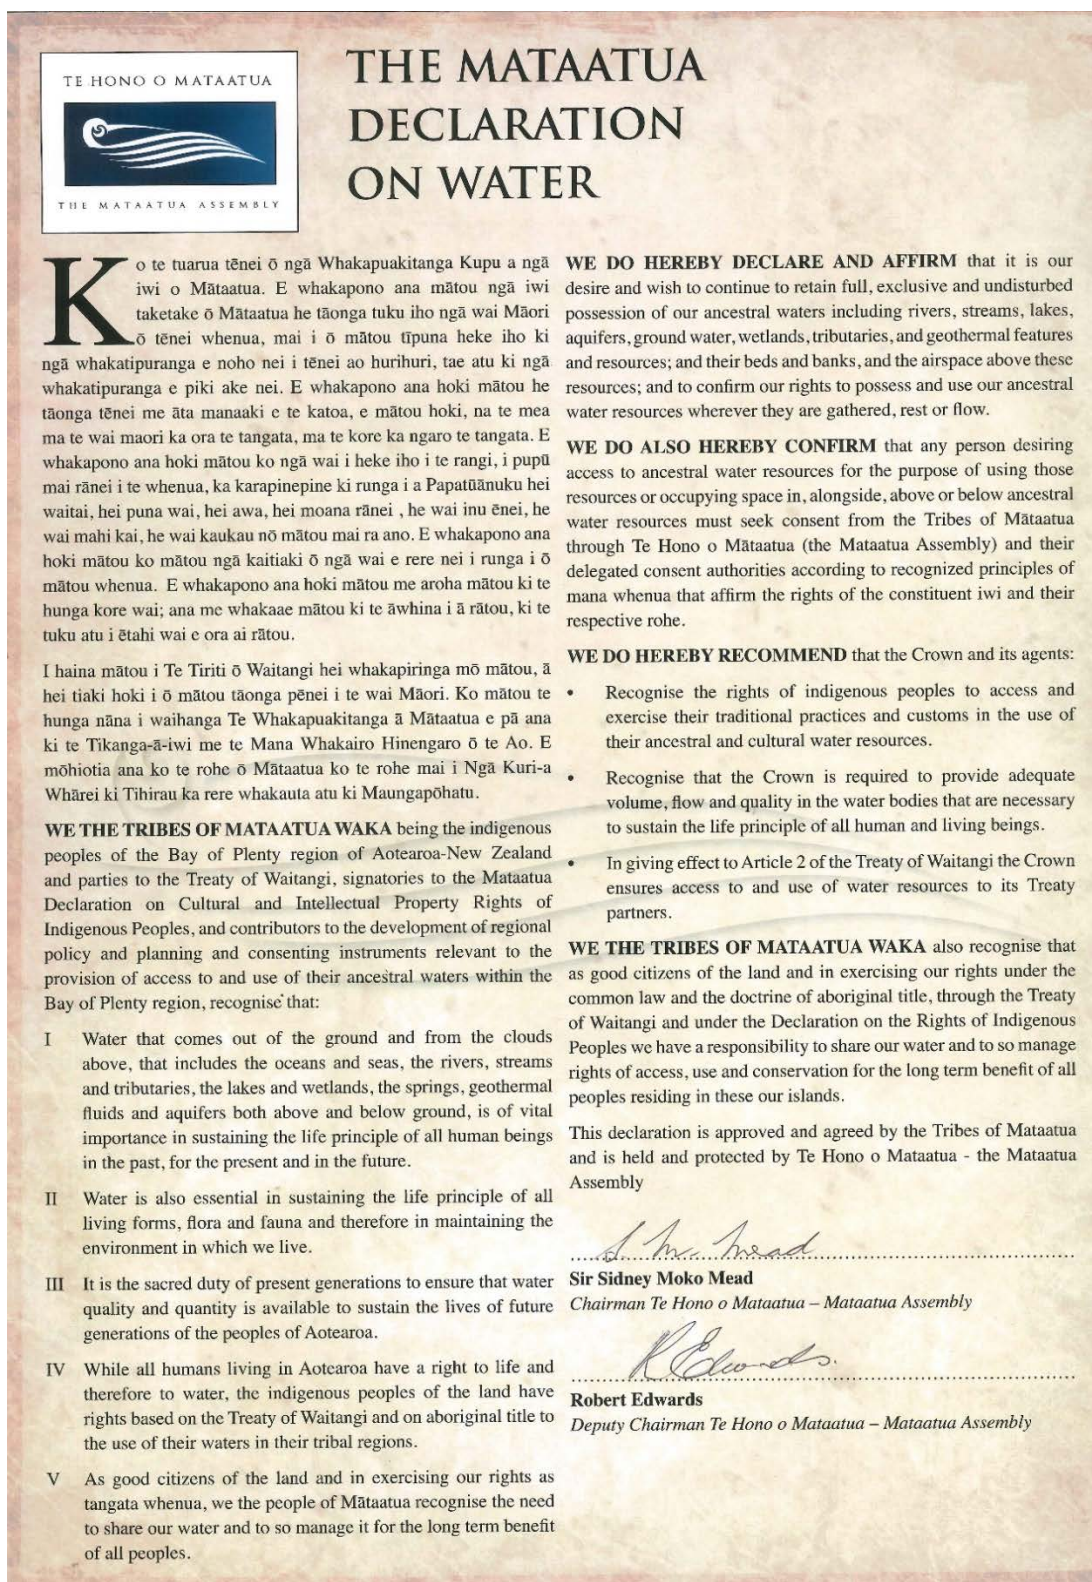 TE HONO O MATAATUA
THE MATAATUA ASSEMBLY
THE MATAATUA
DECLARATION
ON WATER
Ko te tuarua tēnei ō ngā Whakapuakitanga Kupu a ngā
iwi o Mātaatua. E whakapono ana mātou ngā iwi
taketake ō Mātaatua he tāonga tuku iho ngā wai Māori
ō tēnei whenua, mai i ō mātou tīpuna heke iho ki
ngā whakatipuranga e noho nei i tēnei ao hurihuri, tae atu ki ngā
whakatipuranga e piki ake nei. E whakapono ana hoki mātou he
tāonga tēnei me āta manaaki e te katoa, e mātou hoki, na te mea
ma te wai maori ka ora te tangata, ma te kore ka ngaro te tangata. E
whakapono ana hoki mātou ko ngā wai i heke iho i te rangi, i pupū
mai rānei i te whenua, ka karapinepine ki runga i a Papatūānuku hei
waitai, hei puna wai, hei awa, hei moana rānei , he wai inu ēnei, he
wai mahi kai, he wai kaukau nō mātou mai ra ano. E whakapono ana
hoki mātou ko mātou ngā kaitiaki ō ngā wai e rere nei i runga i ō
mātou whenua. E whakapono ana hoki mātou me aroha mātou ki te
hunga kore wai; ana me whakaae mātou ki te āwhina i ā rātou, ki te
tuku atu i ētahi wai e ora ai rātou.
I haina mātou i Te Tiriti ō Waitangi hei whakapiringa mō mātou, ā
hei tiaki hoki i ō mātou tāonga pēnei i te wai Māori. Ko mātou te
hunga nāna i waihanga Te Whakapuakitanga ā Mātaatua e pā ana
ki te Tikanga-ā-iwi me te Mana Whakairo Hinengaro ō te Ao. E
mōhiotia ana ko te rohe ō Mātaatua ko te rohe mai i Ngā Kuri-a
Whārei ki Tihirau ka rere whakauta atu ki Maungapōhatu.
WE THE TRIBES OF MATAATUA WAKA being the indigenous
peoples of the Bay of Plenty region of Aotearoa-New Zealand
and parties to the Treaty of Waitangi, signatories to the Mataatua
Declaration on Cultural and Intellectual Property Rights of
Indigenous Peoples, and contributors to the development of regional
policy and planning and consenting instruments relevant to the
provision of access to and use of their ancestral waters within the
Bay of Plenty region, recognise that:
I Water that comes out of the ground and from the clouds
above, that includes the oceans and seas, the rivers, streams
and tributaries, the lakes and wetlands, the springs, geothermal
fluids and aquifers both above and below ground, is of vital
importance in sustaining the life principle of all human beings
in the past, for the present and in the future.
II Water is also essential in sustaining the life principle of all
living forms, flora and fauna and therefore in maintaining the
environment in which we live.
III It is the sacred duty of present generations to ensure that water
quality and quantity is available to sustain the lives of future
generations of the peoples of Aotearoa.
IV While all humans living in Aotearoa have a right to life and
therefore to water, the indigenous peoples of the land have
rights based on the Treaty of Waitangi and on aboriginal title to
the use of their waters in their tribal regions.
V As good citizens of the land and in exercising our rights as
tangata whenua, we the people of Mātaatua recognise the need
to share our water and to so manage it for the long term benefit
of all peoples.
WE DO HEREBY DECLARE AND AFFIRM that it is our
desire and wish to continue to retain full, exclusive and undisturbed
possession of our ancestral waters including rivers, streams, lakes,
aquifers, ground water, wetlands, tributaries, and geothermal features
and resources; and their beds and banks, and the airspace above these
resources; and to confirm our rights to possess and use our ancestral
water resources wherever they are gathered, rest or flow.
WE DO ALSO HEREBY CONFIRM that any person desiring
access to ancestral water resources for the purpose of using those
resources or occupying space in, alongside, above or below ancestral
water resources must seek consent from the Tribes of Mātaatua
through Te Hono o Mātaatua (the Mataatua Assembly) and their
delegated consent authorities according to recognized principles of
mana whenua that affirm the rights of the constituent iwi and their
respective rohe.
WE DO HEREBY RECOMMEND that the Crown and its agents:
• Recognise the rights of indigenous peoples to access and
exercise their traditional practices and customs in the use of
their ancestral and cultural water resources.
• Recognise that the Crown is required to provide adequate
volume, flow and quality in the water bodies that are necessary
to sustain the life principle of all human and living beings.
• In giving effect to Article 2 of the Treaty of Waitangi the Crown
ensures access to and use of water resources to its Treaty
partners.
WE THE TRIBES OF MATAATUA WAKA also recognise that
as good citizens of the land and in exercising our rights under the
common law and the doctrine of aboriginal title, through the Treaty
of Waitangi and under the Declaration on the Rights of Indigenous
Peoples we have a responsibility to share our water and to so manage
rights of access, use and conservation for the long term benefit of all
peoples residing in these our islands.
This declaration is approved and agreed by the Tribes of Mataatua
and is held and protected by Te Hono o Mataatua - the Mataatua
Assembly
S M Mead
Sir Sidney Moko Mead
Chairman Te Hono o Mataatua – Mataatua Assembly
R Edwards.
Robert Edwards
Deputy Chairman Te Hono o Mataatua – Mataatua Assembly